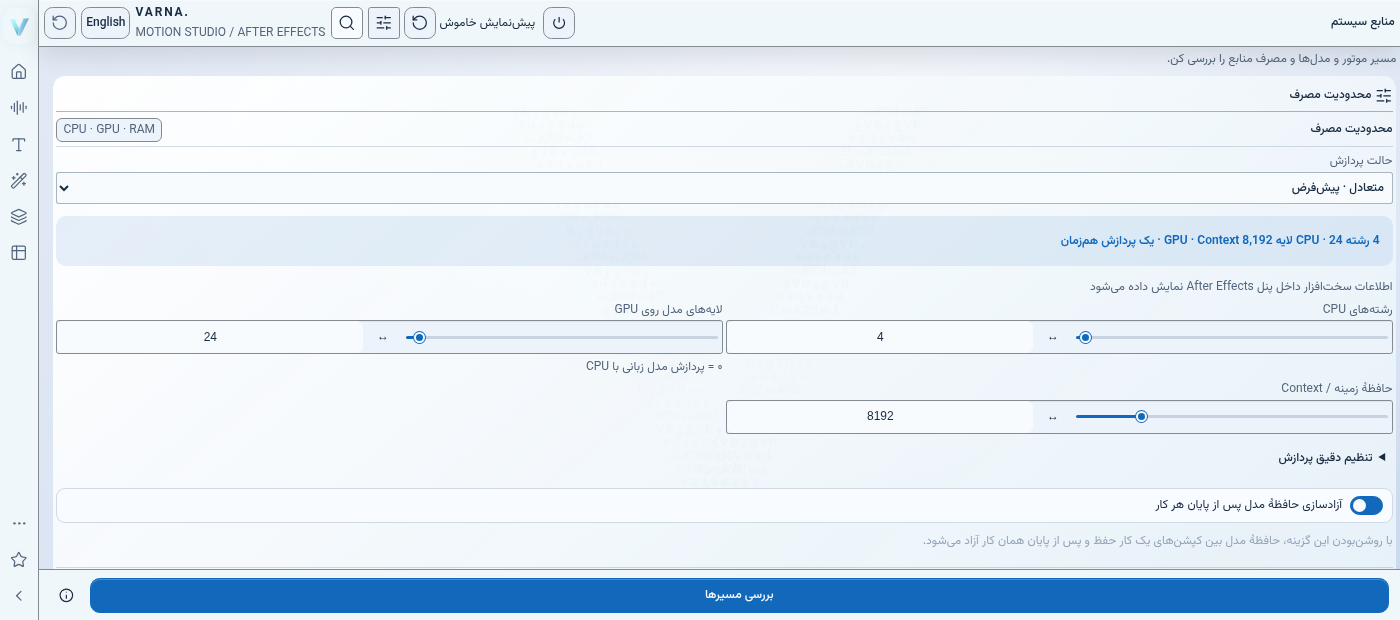 منابع سیستم
پیش‌نمایش خاموش
VARNA.
MOTION STUDIO / AFTER EFFECTS
English
مسیر موتور و مدل‌ها و مصرف منابع را بررسی کن.
محدودیت مصرف
محدودیت مصرف
CPU · GPU · RAM
حالت پردازش
متعادل · پیش‌فرض
4 رشته CPU · 24 لایه GPU · Context 8,192 · یک پردازش هم‌زمان
اطلاعات سخت‌افزار داخل پنل After Effects نمایش داده می‌شود
رشته‌های CPU
4
↔
لایه‌های مدل روی GPU
24
↔
۰ = پردازش مدل زبانی با CPU
حافظهٔ زمینه / Context
8192
↔
تنظیم دقیق پردازش
آزادسازی حافظهٔ مدل پس از پایان هر کار
با روشن‌بودن این گزینه، حافظهٔ مدل بین کپشن‌های یک کار حفظ و پس از پایان همان کار آزاد می‌شود.
بررسی مسیرها